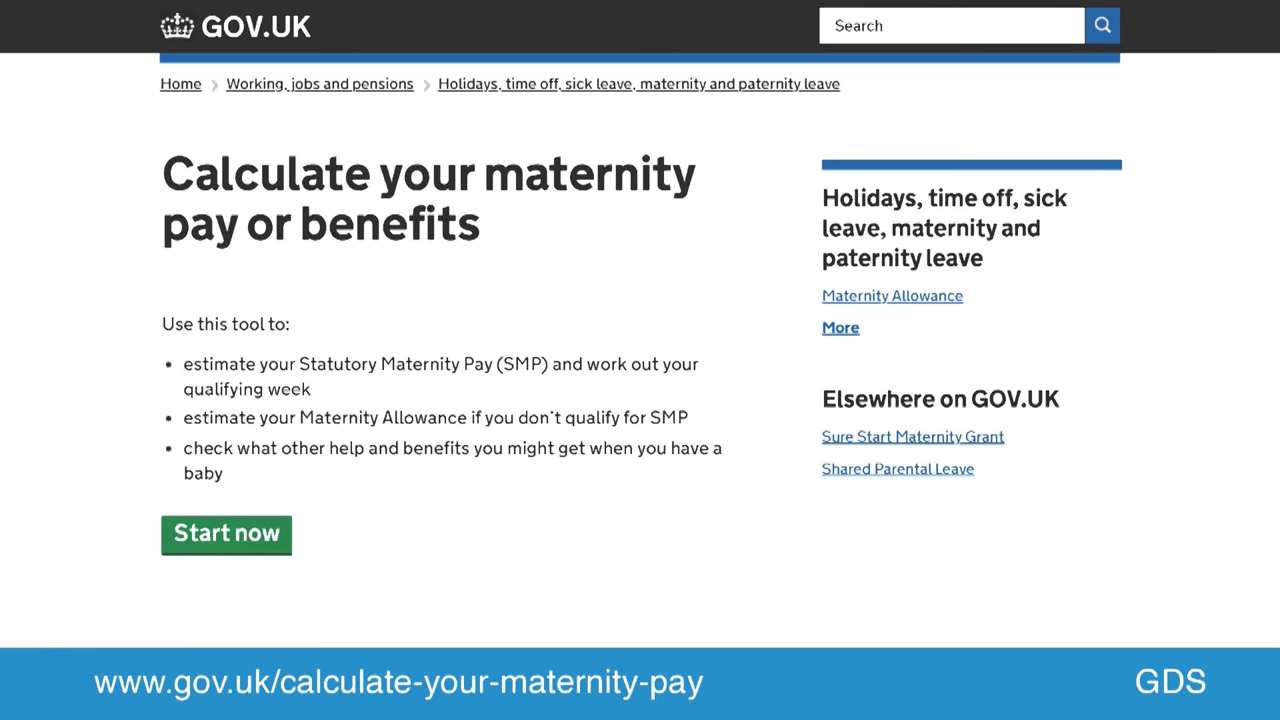 GOV.UK
Search
Home > Working, jobs and pensions > Holidays, time off, sick leave, maternity and paternity leave
Calculate your maternity
pay or benefits
Use this tool to:
• estimate your Statutory Maternity Pay (SMP) and work out your
qualifying week
• estimate your Maternity Allowance if you don't qualify for SMP
• check what other help and benefits you might get when you have a
baby
Start now
Holidays, time off, sick
leave, maternity and
paternity leave
Maternity Allowance
More
Elsewhere on GOV.UK
Sure Start Maternity Grant
Shared Parental Leave
www.gov.uk/calculate-your-maternity-pay
GDS